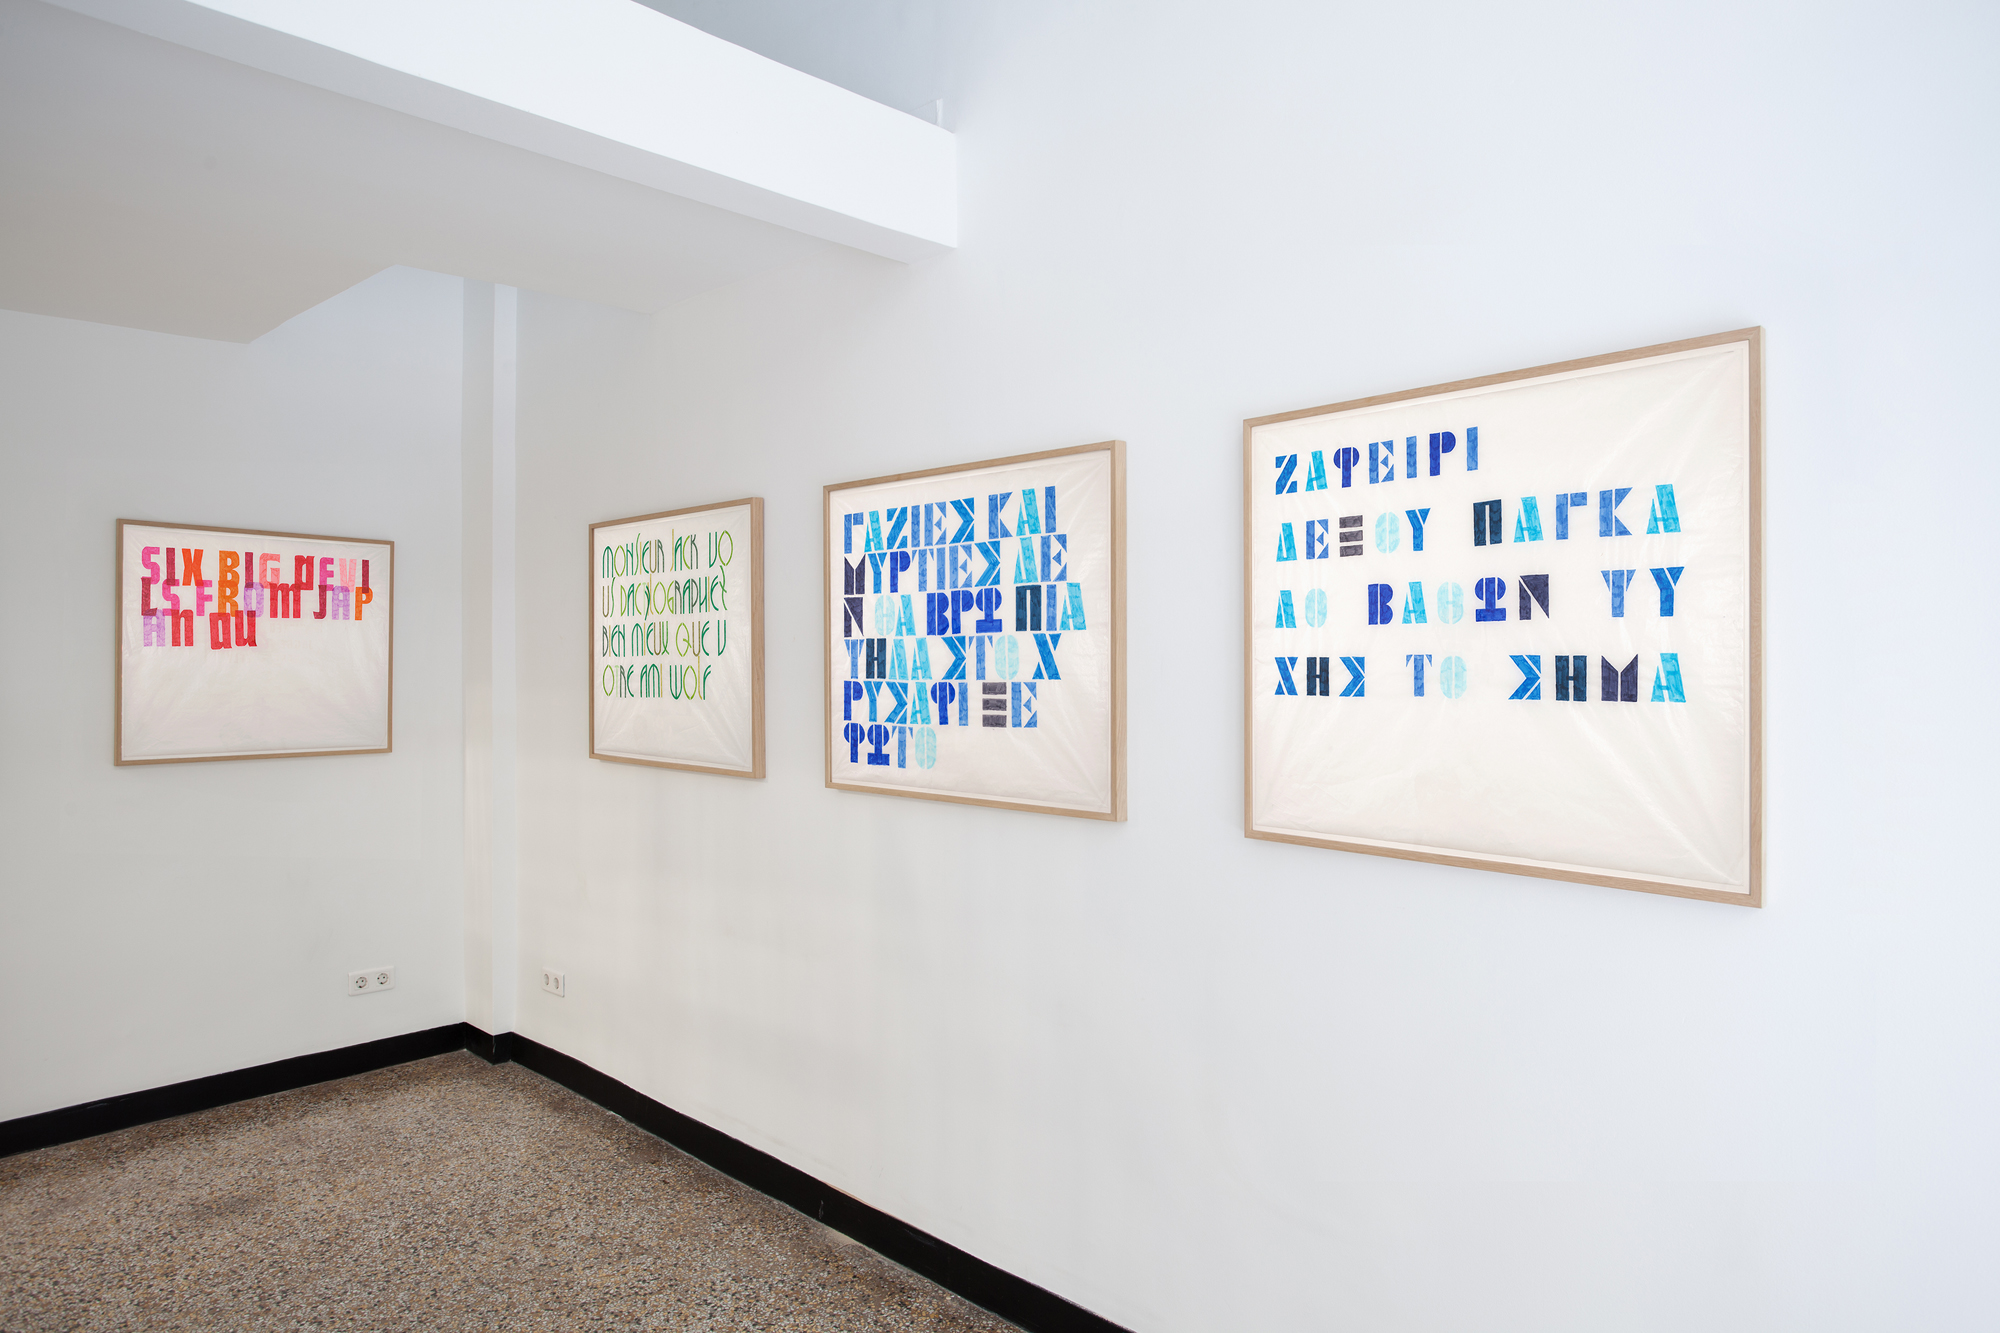 SIX BIG DEVI
LS FROM JAP
AN QU
MONSIEUR JACK VO
US DACTYLOGRAPHIEZ
BIEN MIEUX QUE V
OTRE AMI WOLF
ΓΑΖΙΕΣ ΚΑΙ
ΜΥΡΤΙΕΣ ΔΕ
Ν ΘΑ ΒΡΩ ΠΙΑ
ΨΗΛΑ ΣΤΟ Χ
ΡΥΣΑΦΙ ΞΕ
ΦΩΤΟ
ΖΑΦΕΙΡΙ
ΔΕΞΟΥ ΠΑΓΚΑ
ΛΟ ΒΑΘΩΝ ΨΥ
ΧΗΣ ΤΟ ΣΗΜΑ